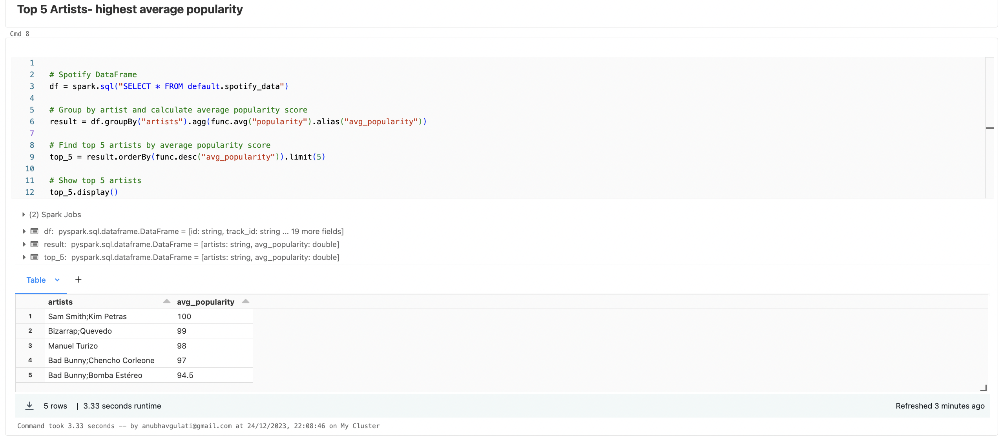 Top 5 Artists- highest average popularity
Cmd 8
1
2 # Spotify DataFrame
3 df = spark.sql("SELECT * FROM default.spotify_data")
4
5 # Group by artist and calculate average popularity score
6 result = df.groupBy("artists").agg(func.avg("popularity").alias("avg_popularity"))
7
8 # Find top 5 artists by average popularity score
9 top_5 = result.orderBy(func.desc("avg_popularity")).limit(5)
10
11 # Show top 5 artists
12 top_5.display()
(2) Spark Jobs
df: pyspark.sql.dataframe.DataFrame = [id: string, track_id: string ... 19 more fields]
result: pyspark.sql.dataframe.DataFrame = [artists: string, avg_popularity: double]
top_5: pyspark.sql.dataframe.DataFrame = [artists: string, avg_popularity: double]
Table +
artists avg_popularity
1 Sam Smith;Kim Petras 100
2 Bizarrap;Quevedo 99
3 Manuel Turizo 98
4 Bad Bunny;Chencho Corleone 97
5 Bad Bunny;Bomba Estéreo 94.5
5 rows | 3.33 seconds runtime Refreshed 3 minutes ago
Command took 3.33 seconds -- by anubhavgulati@gmail.com at 24/12/2023, 22:08:46 on My Cluster